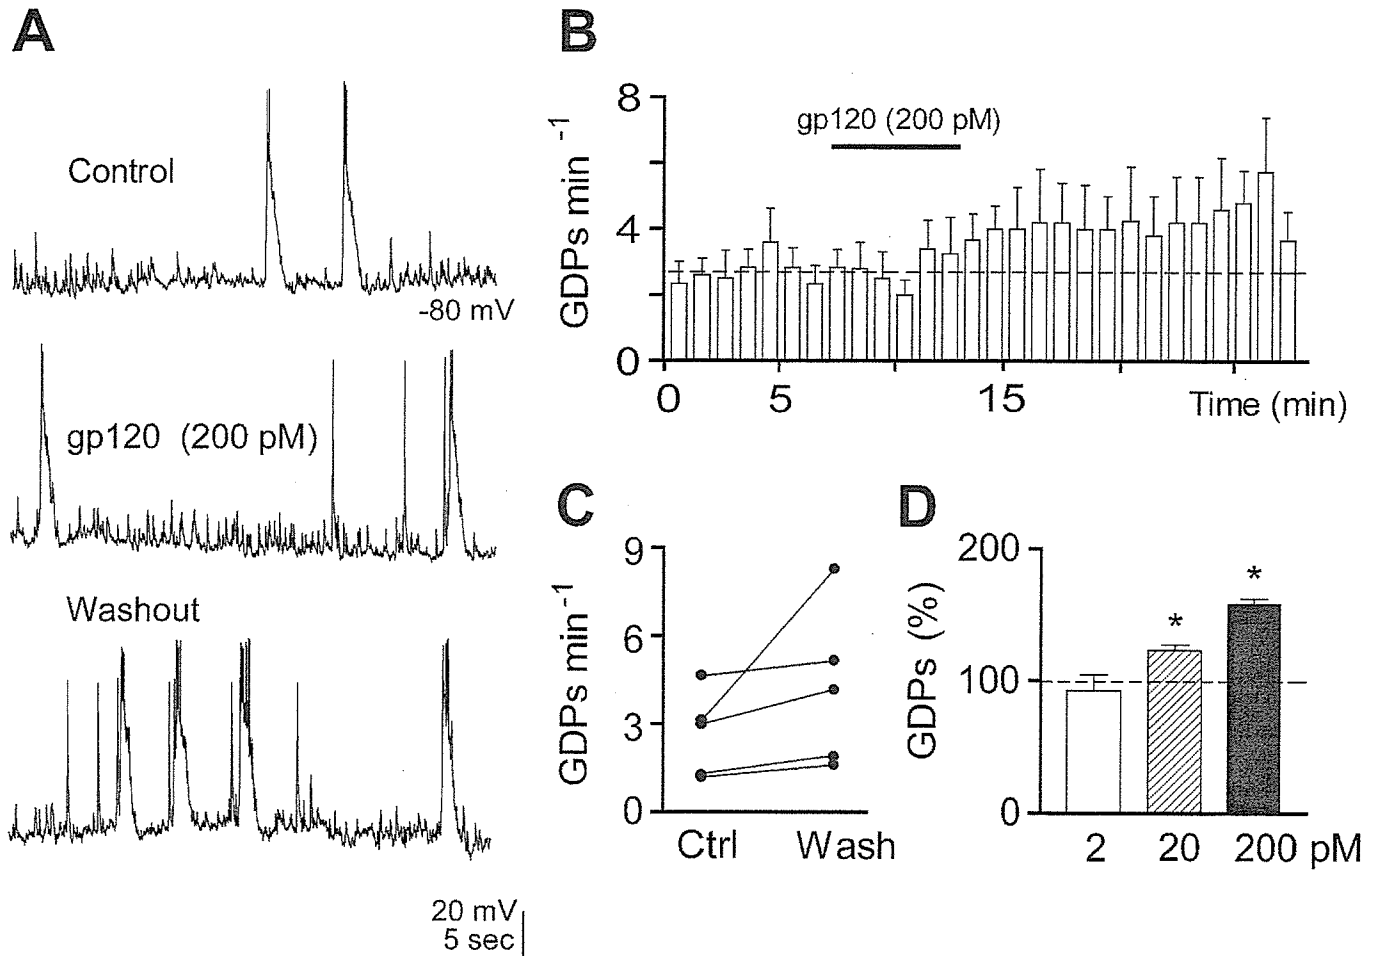 A
Control
-80 mV
gp120 (200 pM)
Washout
20 mV
5 sec
B
GDPs min⁻¹
8
4
0
gp120 (200 pM)
0 5 15 Time (min)
C
GDPs min⁻¹
9
6
3
0
Ctrl Wash
D
GDPs (%)
200
100
0
* *
2 20 200 pM